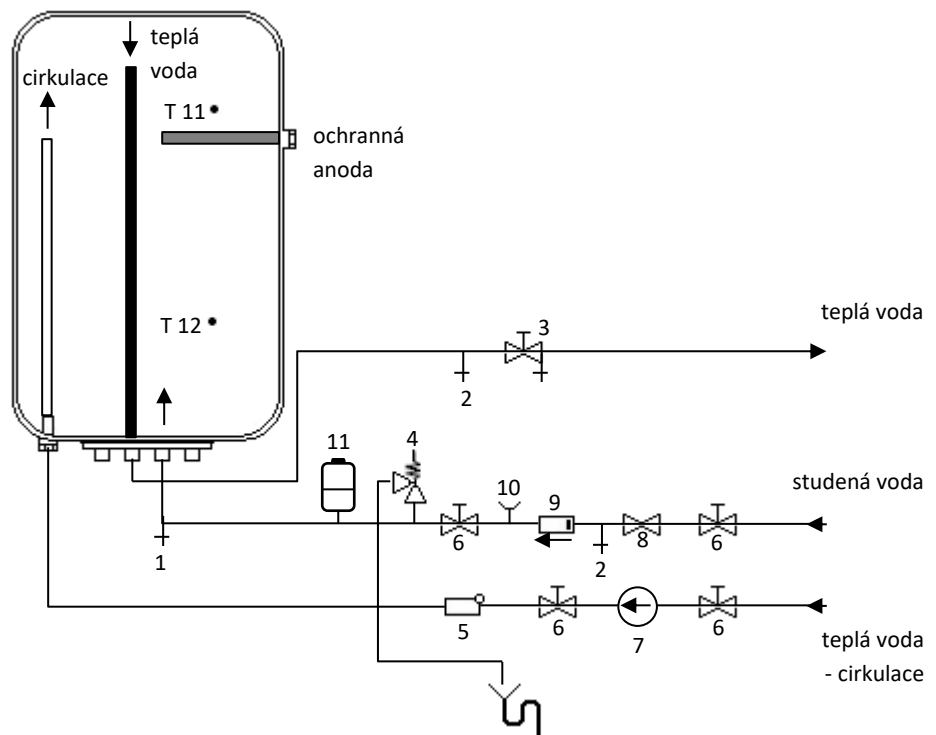 teplá
voda
cirkulace
T 11
ochranná
anoda
T 12
teplá voda
3
2
11
4
10
9
studená voda
6
8
6
1
2
5
6
7
6
teplá voda
- cirkulace